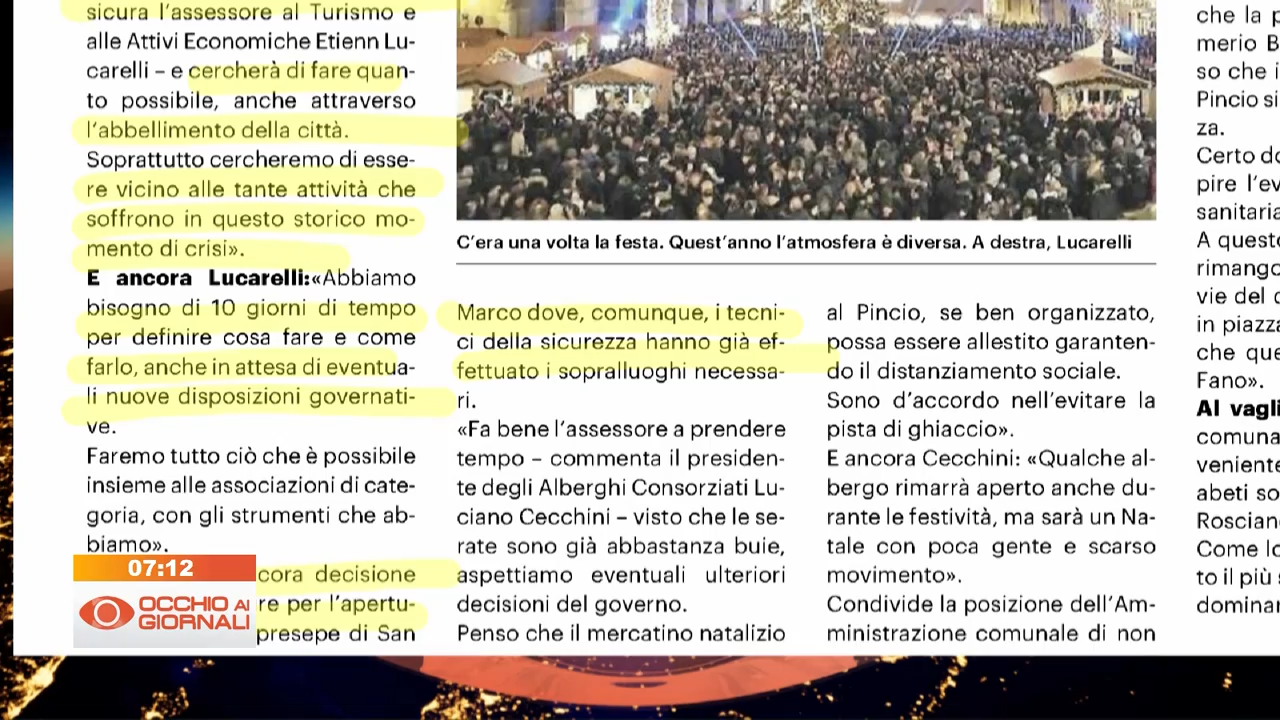 sicura l'assessore al Turismo e
alle Attivi Economiche Etienn Lu-
carelli – e cercherà di fare quan-
to possibile, anche attraverso
l'abbellimento della città.
Soprattutto cercheremo di esse-
re vicino alle tante attività che
soffrono in questo storico mo-
mento di crisi».
E ancora Lucarelli:«Abbiamo
bisogno di 10 giorni di tempo
per definire cosa fare e come
farlo, anche in attesa di eventua-
li nuove disposizioni governati-
ve.
Faremo tutto ciò che è possibile
insieme alle associazioni di cate-
goria, con gli strumenti che ab-
biamo».
cora decisione
re per l'apertu-
presepe di San
07:12
OCCHIO AI
GIORNALI
C'era una volta la festa. Quest'anno l'atmosfera è diversa. A destra, Lucarelli
Marco dove, comunque, i tecni-
ci della sicurezza hanno già ef-
fettuato i sopralluoghi necessa-
ri.
«Fa bene l'assessore a prendere
tempo – commenta il presiden-
te degli Alberghi Consorziati Lu-
ciano Cecchini – visto che le se-
rate sono già abbastanza buie,
aspettiamo eventuali ulteriori
decisioni del governo.
Penso che il mercatino natalizio
al Pincio, se ben organizzato,
possa essere allestito garanten-
do il distanziamento sociale.
Sono d'accordo nell'evitare la
pista di ghiaccio».
E ancora Cecchini: «Qualche al-
bergo rimarrà aperto anche du-
rante le festività, ma sarà un Na-
tale con poca gente e scarso
movimento».
Condivide la posizione dell'Am-
ministrazione comunale di non
che la p
merio B
so che i
Pincio si
za.
Certo do
pire l'ev
sanitaria
A questo
rimango
vie del c
in piazza
che que
Fano».
Al vagli
comuna
veniente
abeti so
Rosciano
Come lo
to il più s
dominan